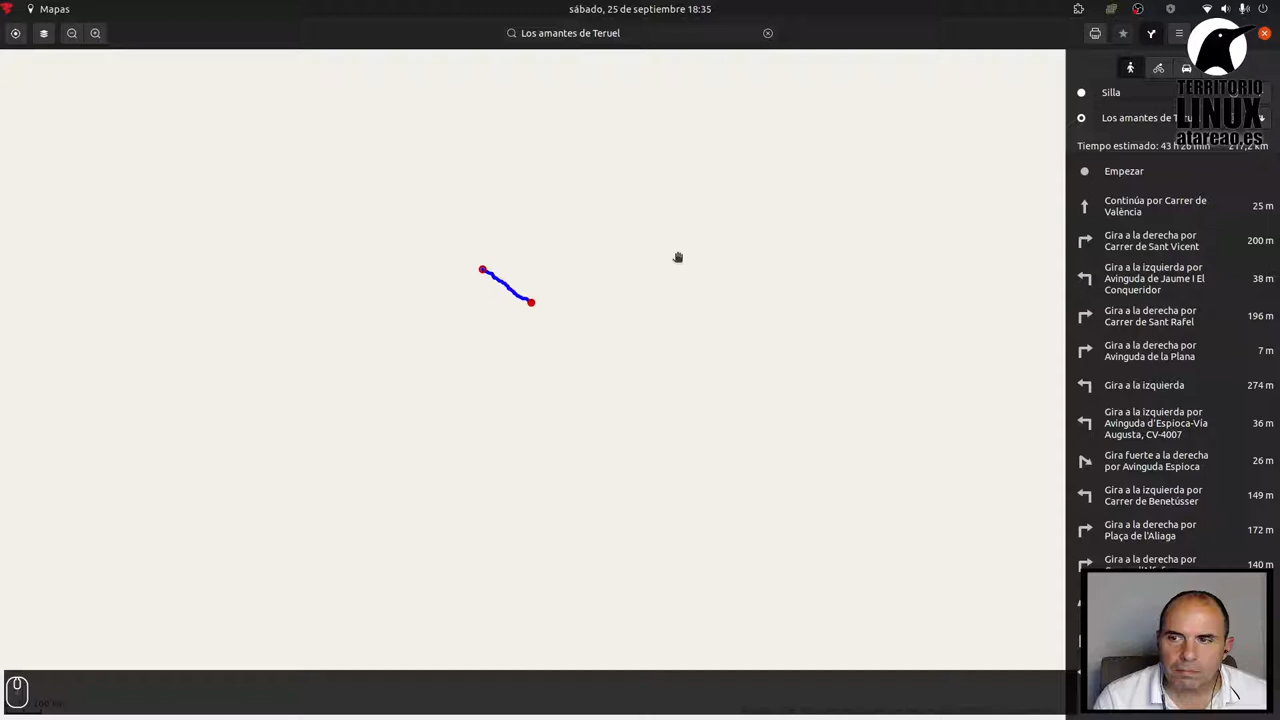 Mapas
sábado, 25 de septiembre 18:35
Los amantes de Teruel
TERRITORIO
LINUX
atareao.es
Silla
Los amantes de
Tiempo estimado: 43 h 217,2 km
Empezar
Continúa por Carrer de
València
25 m
Gira a la derecha por
Carrer de Sant Vicent
200 m
Gira a la izquierda por
Avinguda de Jaume I El
Conqueridor
38 m
Gira a la derecha por
Carrer de Sant Rafel
196 m
Gira a la derecha por
Avinguda de la Plana
7 m
Gira a la izquierda
274 m
Gira a la izquierda por
Avinguda d'Espioca-Vía
Augusta, CV-4007
36 m
Gira fuerte a la derecha
por Avinguda Espioca
26 m
Gira a la izquierda por
Carrer de Benetússer
149 m
Gira a la derecha por
Plaça de l'Aliaga
172 m
Gira a la derecha por
140 m